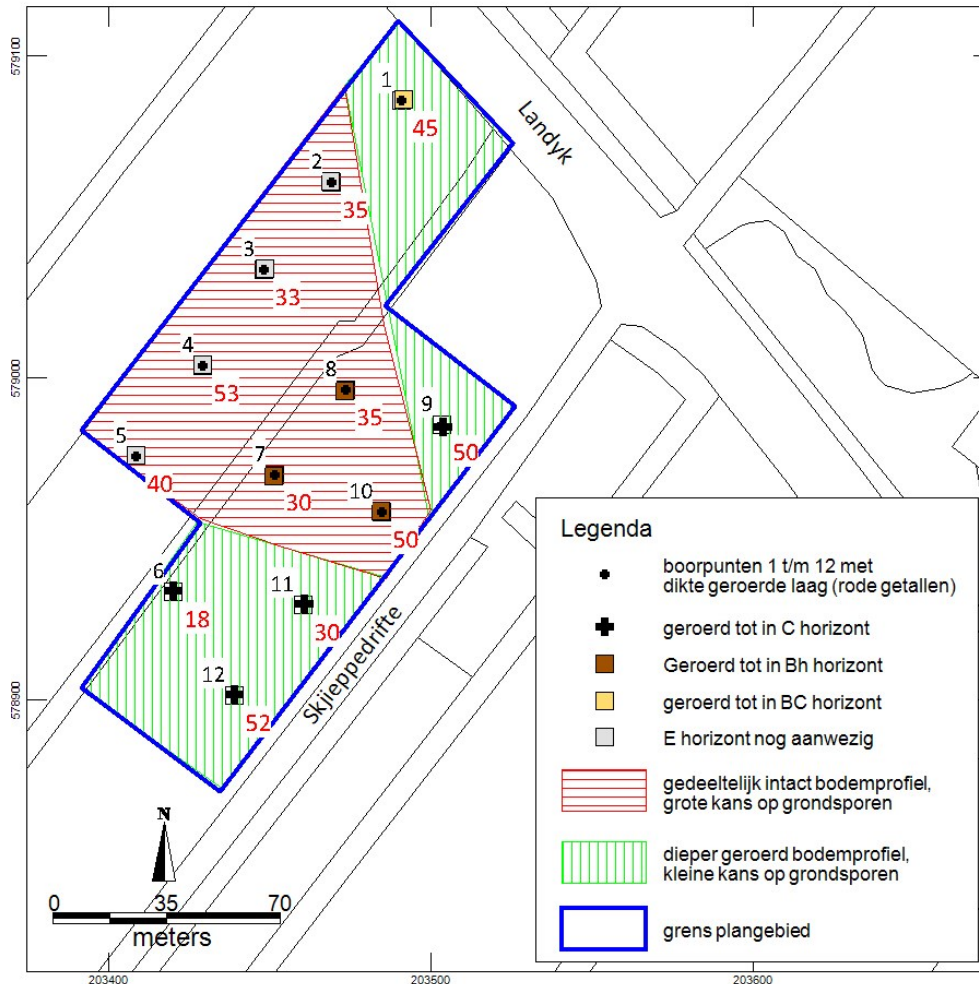 579100
579000
578900
1
45
Landyk
2
35
3
33
4
53
8
35
9
50
5
40
7
30
10
50
6
18
11
30
12
52
Skjieppedrifte
N
0 35 70
meters
203400 203500 203600
Legenda
boorpunten 1 t/m 12 met
dikte geroerde laag (rode getallen)
geroerd tot in C horizont
Geroerd tot in Bh horizont
geroerd tot in BC horizont
E horizont nog aanwezig
gedeeltelijk intact bodemprofiel,
grote kans op grondsporen
dieper geroerd bodemprofiel,
kleine kans op grondsporen
grens plangebied